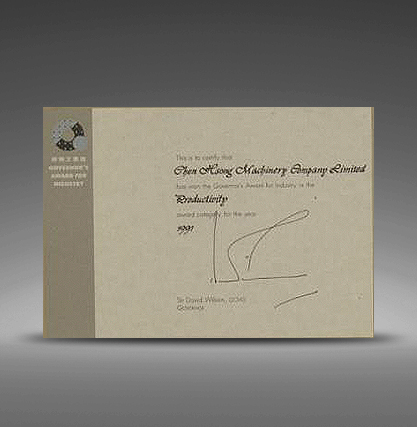 GOVERNOR'S
AWARD FOR
INDUSTRY
This is to certify that
Chen Hsong Machinery Company Limited
has won the Governor's Award for Industry in the
Productivity
award category for the year
1991
Sir David Wilson, GCMG
Governor